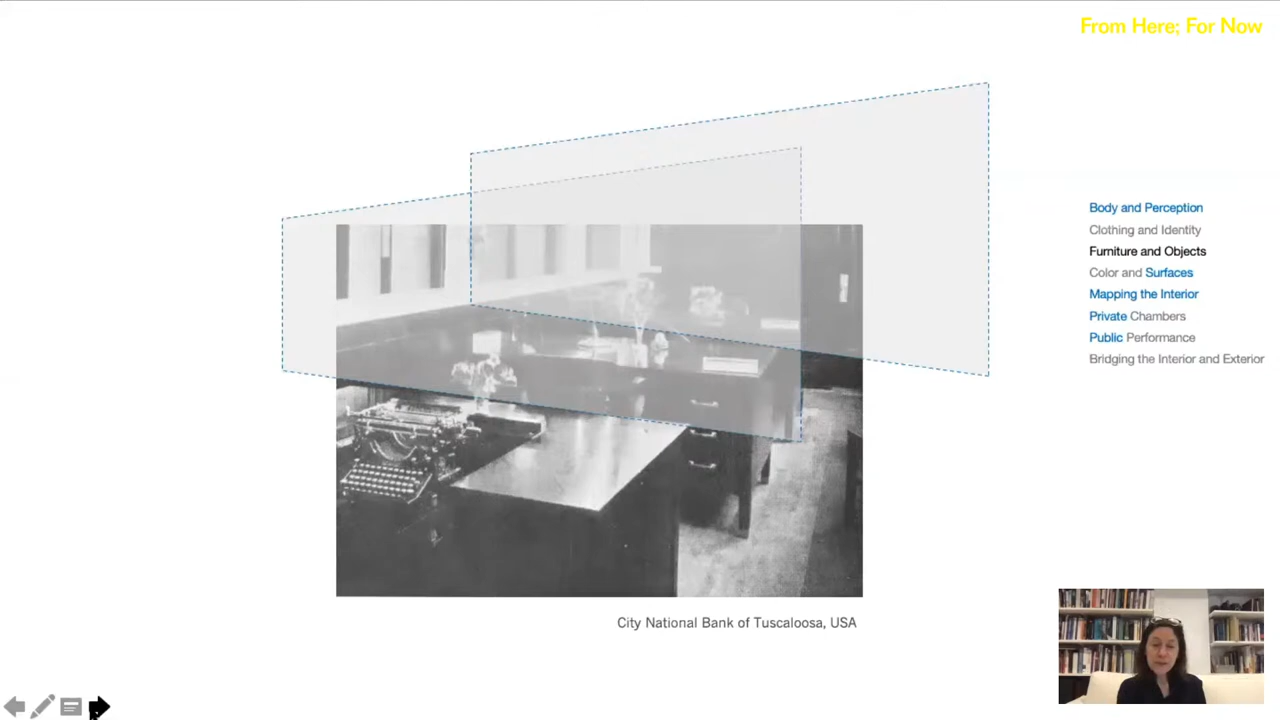 From Here; For Now
Body and Perception
Clothing and Identity
Furniture and Objects
Color and Surfaces
Mapping the Interior
Private Chambers
Public Performance
Bridging the Interior and Exterior
City National Bank of Tuscaloosa, USA